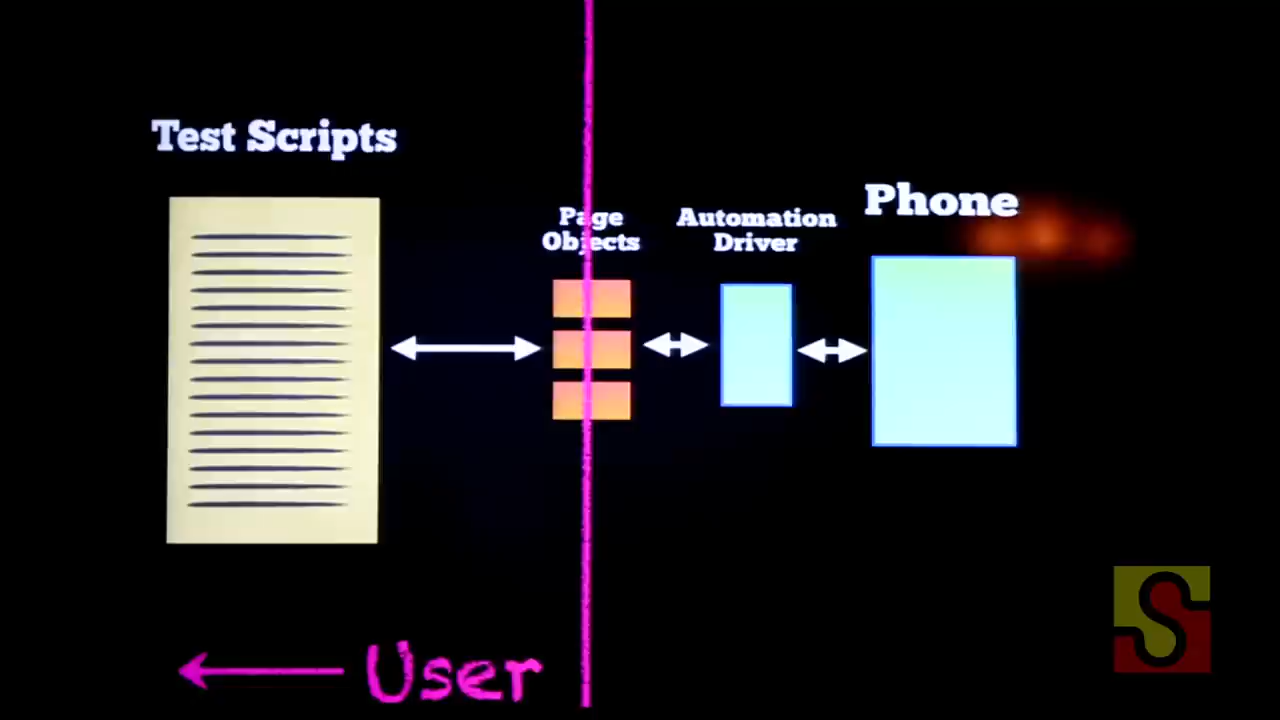 Test Scripts
Page
Objects
Automation
Driver
Phone
User
S